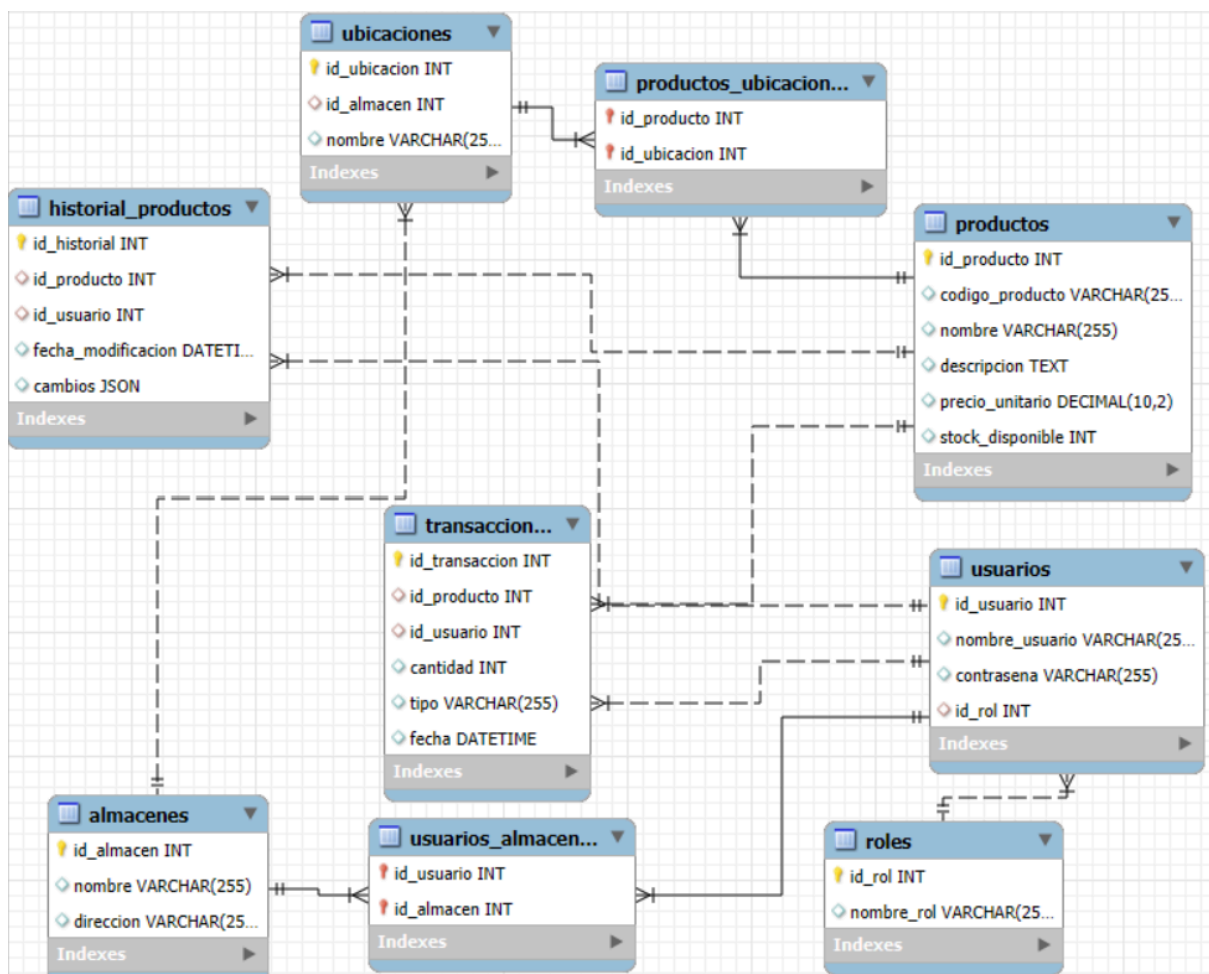 ubicaciones
id_ubicacion INT
id_almacen INT
nombre VARCHAR(25...
Indexes
productos_ubicacion...
id_producto INT
id_ubicacion INT
Indexes
historial_productos
id_historial INT
id_producto INT
id_usuario INT
fecha_modificacion DATETI...
cambios JSON
Indexes
productos
id_producto INT
codigo_producto VARCHAR(25...
nombre VARCHAR(255)
descripcion TEXT
precio_unitario DECIMAL(10,2)
stock_disponible INT
Indexes
transaccion...
id_transaccion INT
id_producto INT
id_usuario INT
cantidad INT
tipo VARCHAR(255)
fecha DATETIME
Indexes
usuarios
id_usuario INT
nombre_usuario VARCHAR(25...
contrasena VARCHAR(255)
id_rol INT
Indexes
almacenes
id_almacen INT
nombre VARCHAR(255)
direccion VARCHAR(25...
Indexes
usuarios_almacen...
id_usuario INT
id_almacen INT
Indexes
roles
id_rol INT
nombre_rol VARCHAR(25...
Indexes